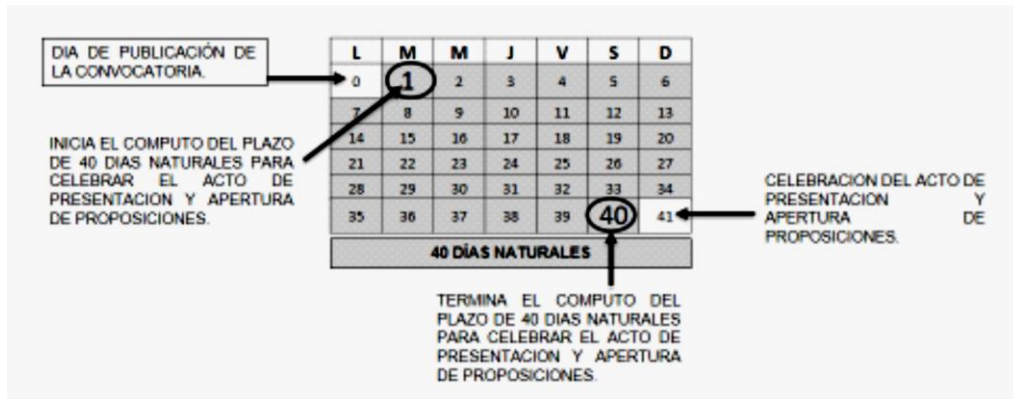 DIA DE PUBLICACIÓN DE
LA CONVOCATORIA.
L M M J V S D
0 1 2 3 4 5 6
7 8 9 10 11 12 13
14 15 16 17 18 19 20
21 22 23 24 25 26 27
28 29 30 31 32 33 34
35 36 37 38 39 40 41
40 DÍAS NATURALES
INICIA EL COMPUTO DEL PLAZO
DE 40 DIAS NATURALES PARA
CELEBRAR EL ACTO DE
PRESENTACION Y APERTURA
DE PROPOSICIONES.
CELEBRACION DEL ACTO DE
PRESENTACION Y
APERTURA DE
PROPOSICIONES.
TERMINA EL COMPUTO DEL
PLAZO DE 40 DIAS NATURALES
PARA CELEBRAR EL ACTO DE
PRESENTACION Y APERTURA
DE PROPOSICIONES.